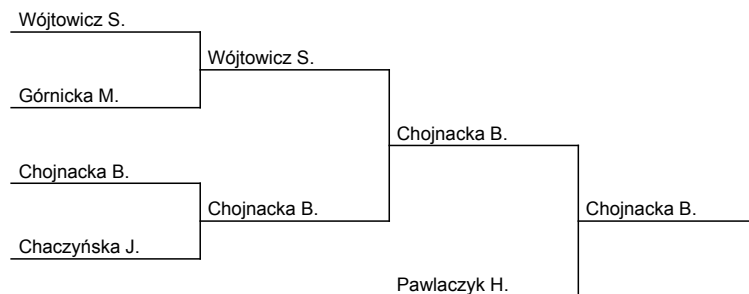 Wójtowicz S.
Wójtowicz S.
Górnicka M.
Chojnacka B.
Chojnacka B.
Chojnacka B.
Chojnacka B.
Chaczyńska J.
Pawlaczyk H.